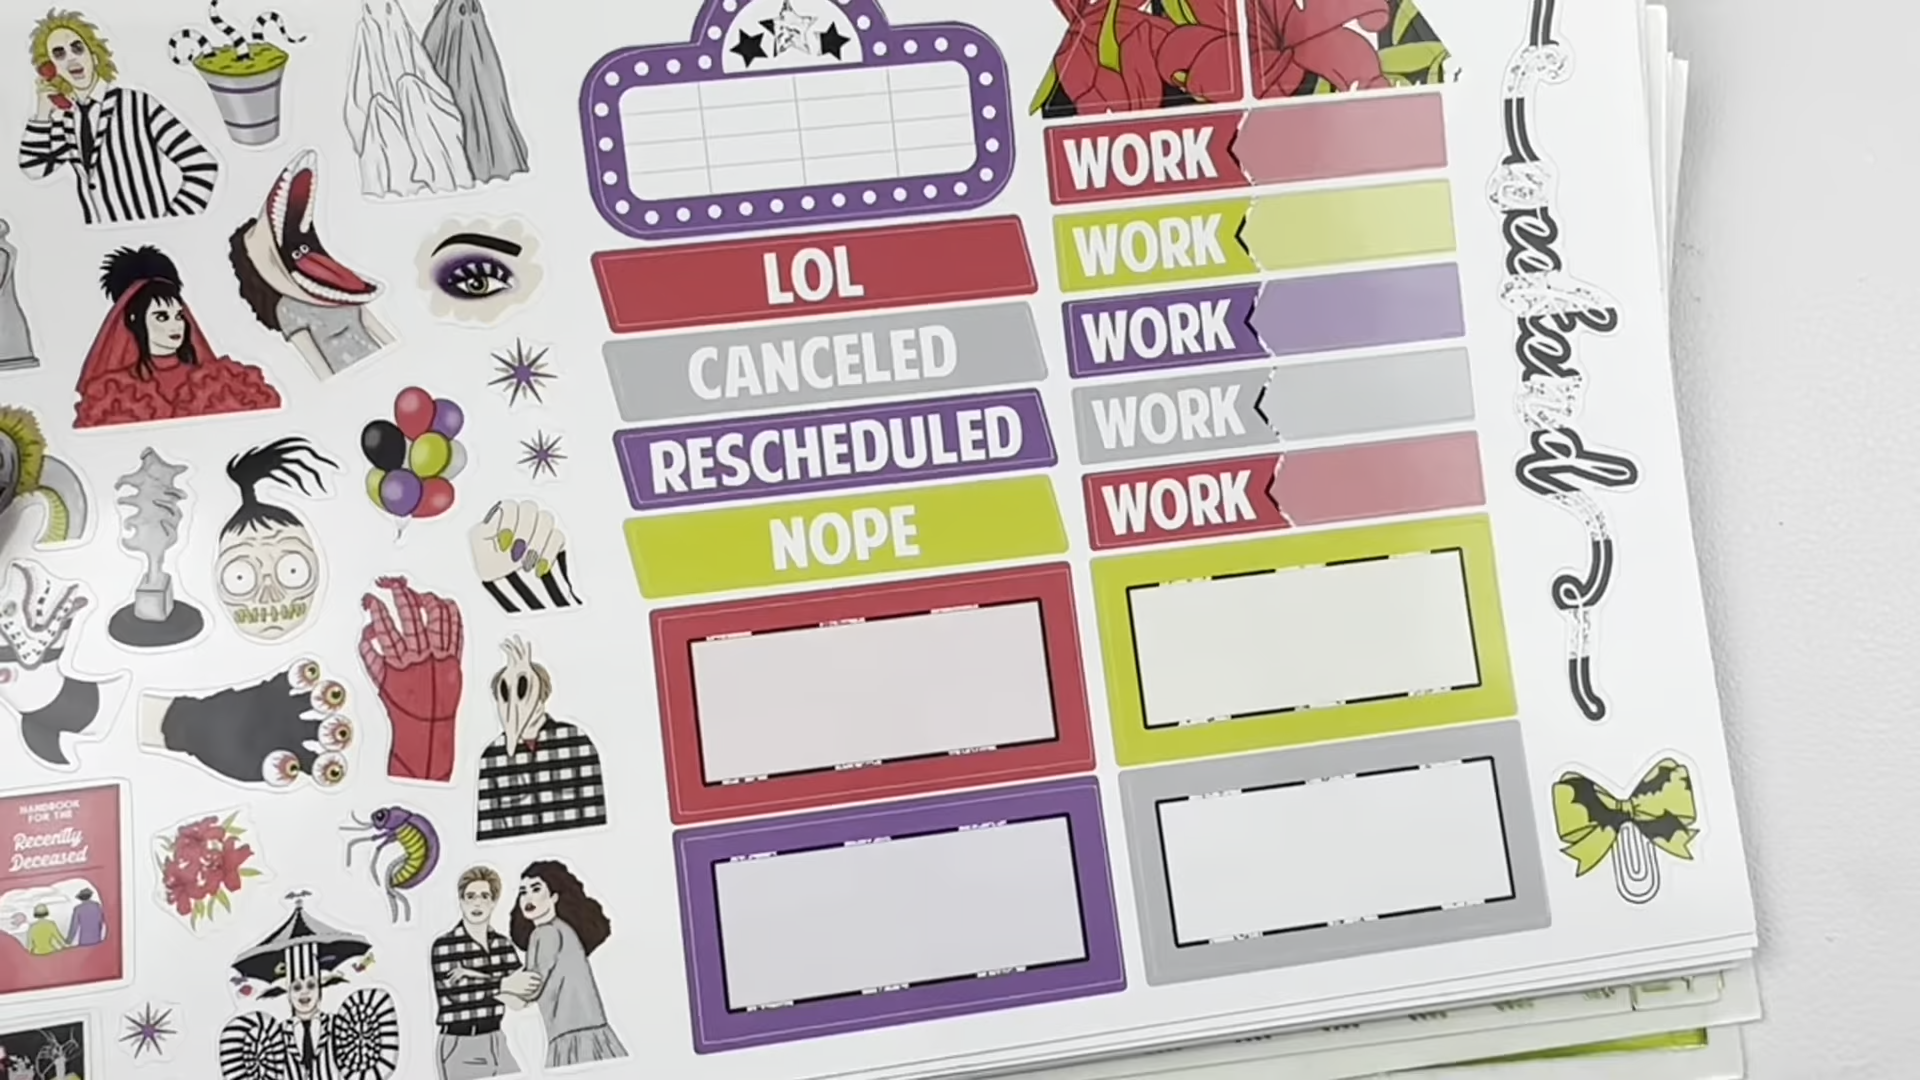 LOL
CANCELED
RESCHEDULED
NOPE
WORK
WORK
WORK
WORK
WORK
weekend
HANDBOOK
FOR THE
Recently
Deceased